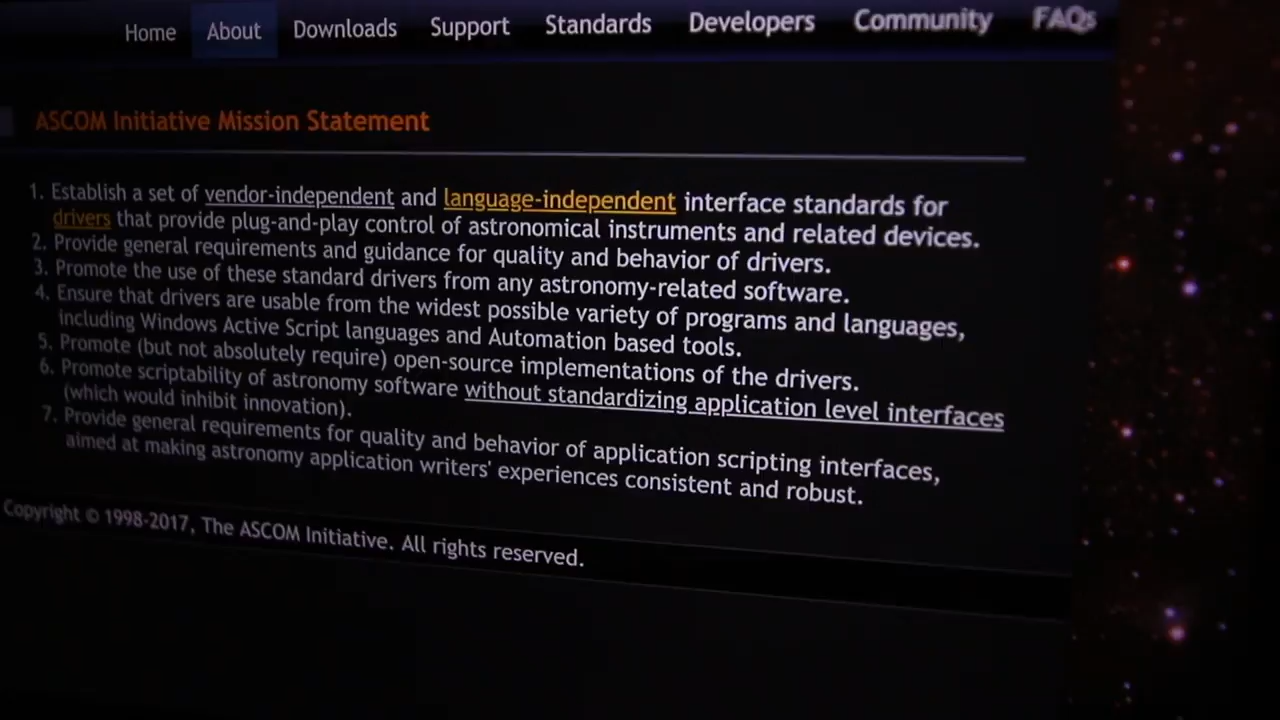 Home About Downloads Support Standards Developers Community FAQs
ASCOM Initiative Mission Statement
1. Establish a set of vendor-independent and language-independent interface standards for
drivers that provide plug-and-play control of astronomical instruments and related devices.
2. Provide general requirements and guidance for quality and behavior of drivers.
3. Promote the use of these standard drivers from any astronomy-related software.
4. Ensure that drivers are usable from the widest possible variety of programs and languages,
including Windows Active Script languages and Automation based tools.
5. Promote (but not absolutely require) open-source implementations of the drivers.
6. Promote scriptability of astronomy software without standardizing application level interfaces
(which would inhibit innovation).
7. Provide general requirements for quality and behavior of application scripting interfaces,
aimed at making astronomy application writers' experiences consistent and robust.
Copyright © 1998-2017, The ASCOM Initiative. All rights reserved.